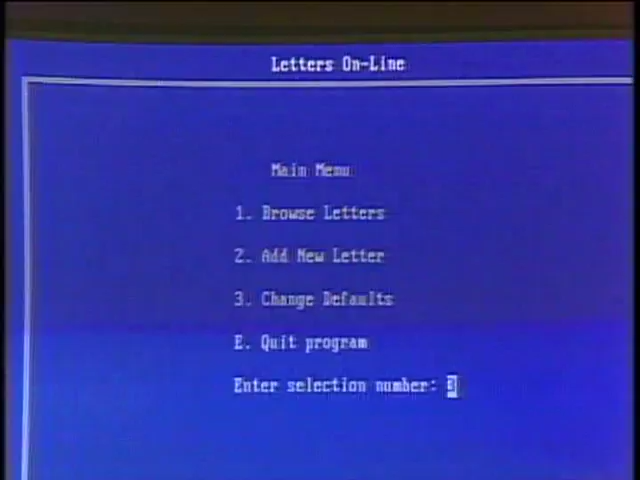 Letters On-Line
Main Menu
1. Browse Letters
2. Add New Letter
3. Change Defaults
E. Quit program
Enter selection number: 3